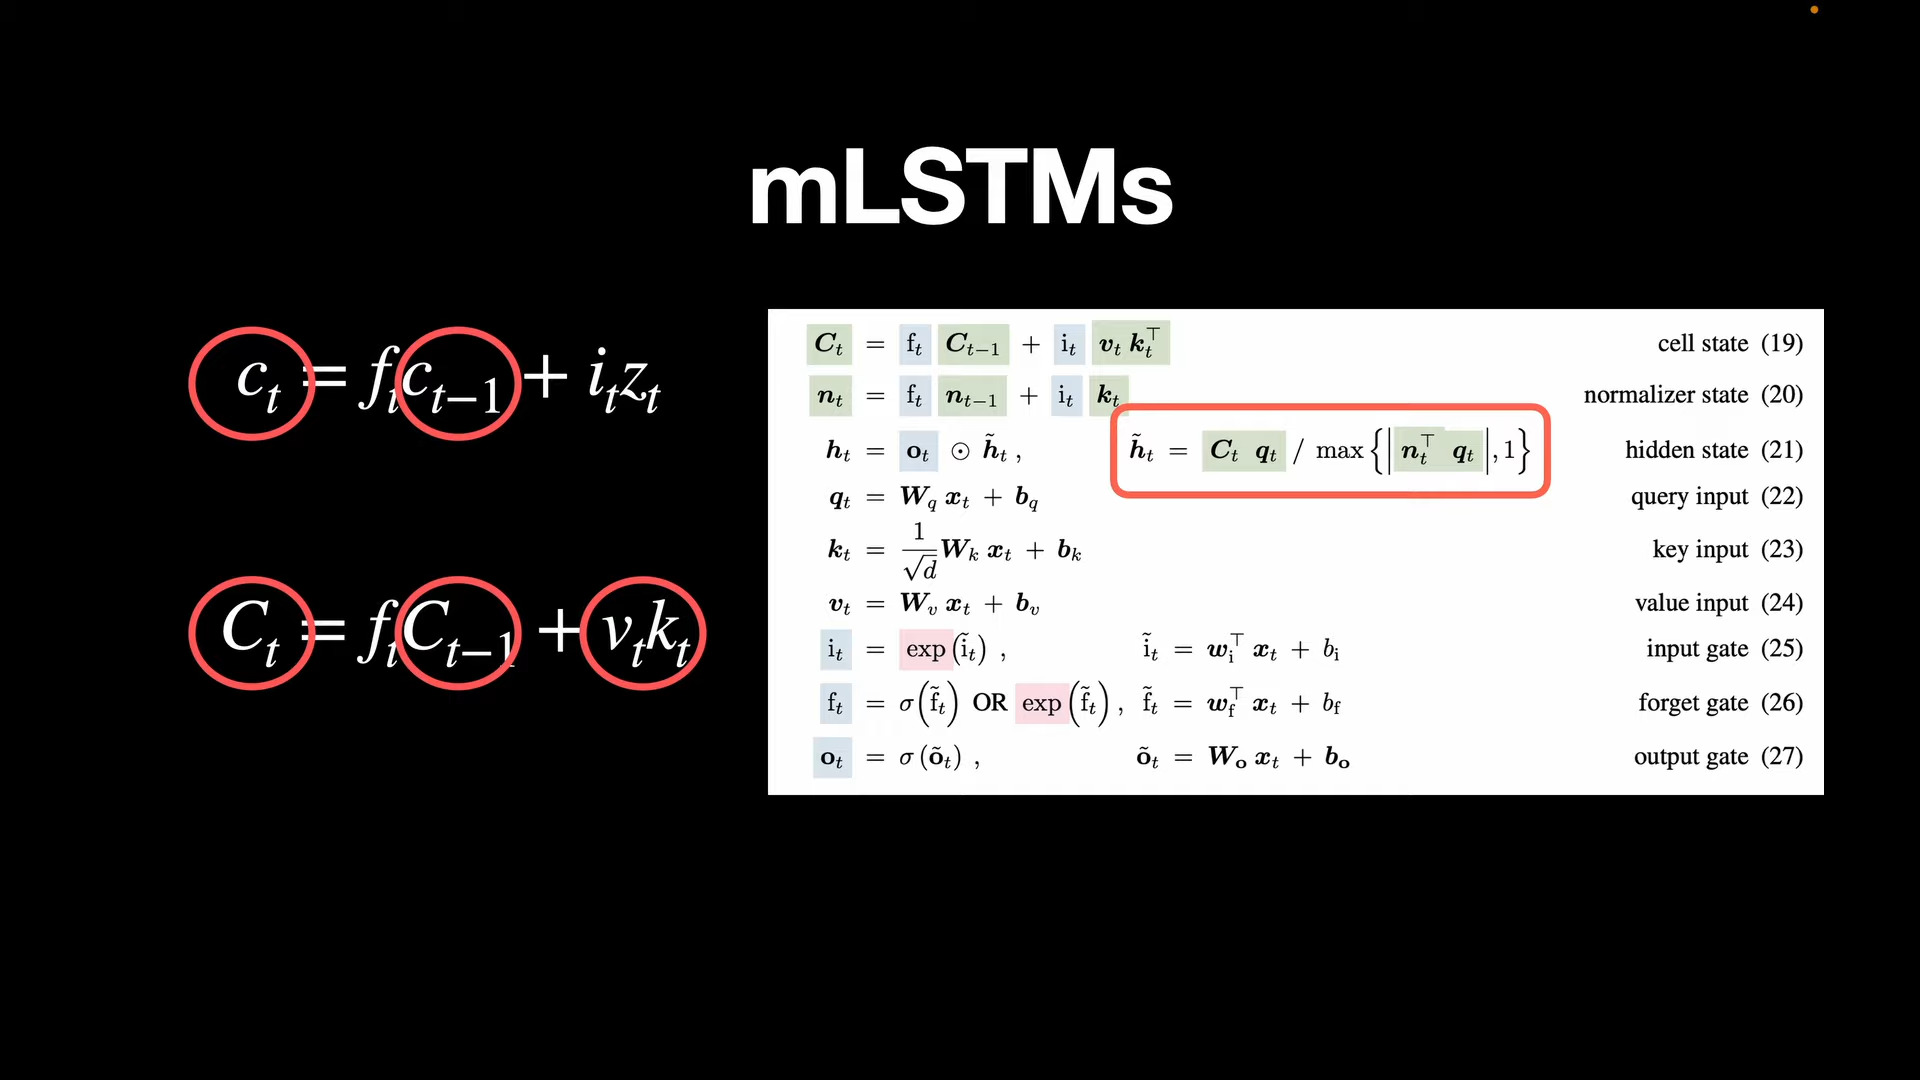 mLSTMs
c_t = f_t c_{t−1} + i_t z_t
C_t = f_t C_{t−1} + v_t k_t
C_t = f_t C_{t−1} + i_t v_t k_t^⊤ cell state (19)
n_t = f_t n_{t−1} + i_t k_t normalizer state (20)
h_t = o_t ⊙ h̃_t , h̃_t = C_t q_t / max{|n_t^⊤ q_t|, 1} hidden state (21)
q_t = W_q x_t + b_q query input (22)
k_t = 1/√d W_k x_t + b_k key input (23)
v_t = W_v x_t + b_v value input (24)
i_t = exp(ĩ_t) , ĩ_t = w_i^⊤ x_t + b_i input gate (25)
f_t = σ(f̃_t) OR exp(f̃_t) , f̃_t = w_f^⊤ x_t + b_f forget gate (26)
o_t = σ(õ_t) , õ_t = W_o x_t + b_o output gate (27)